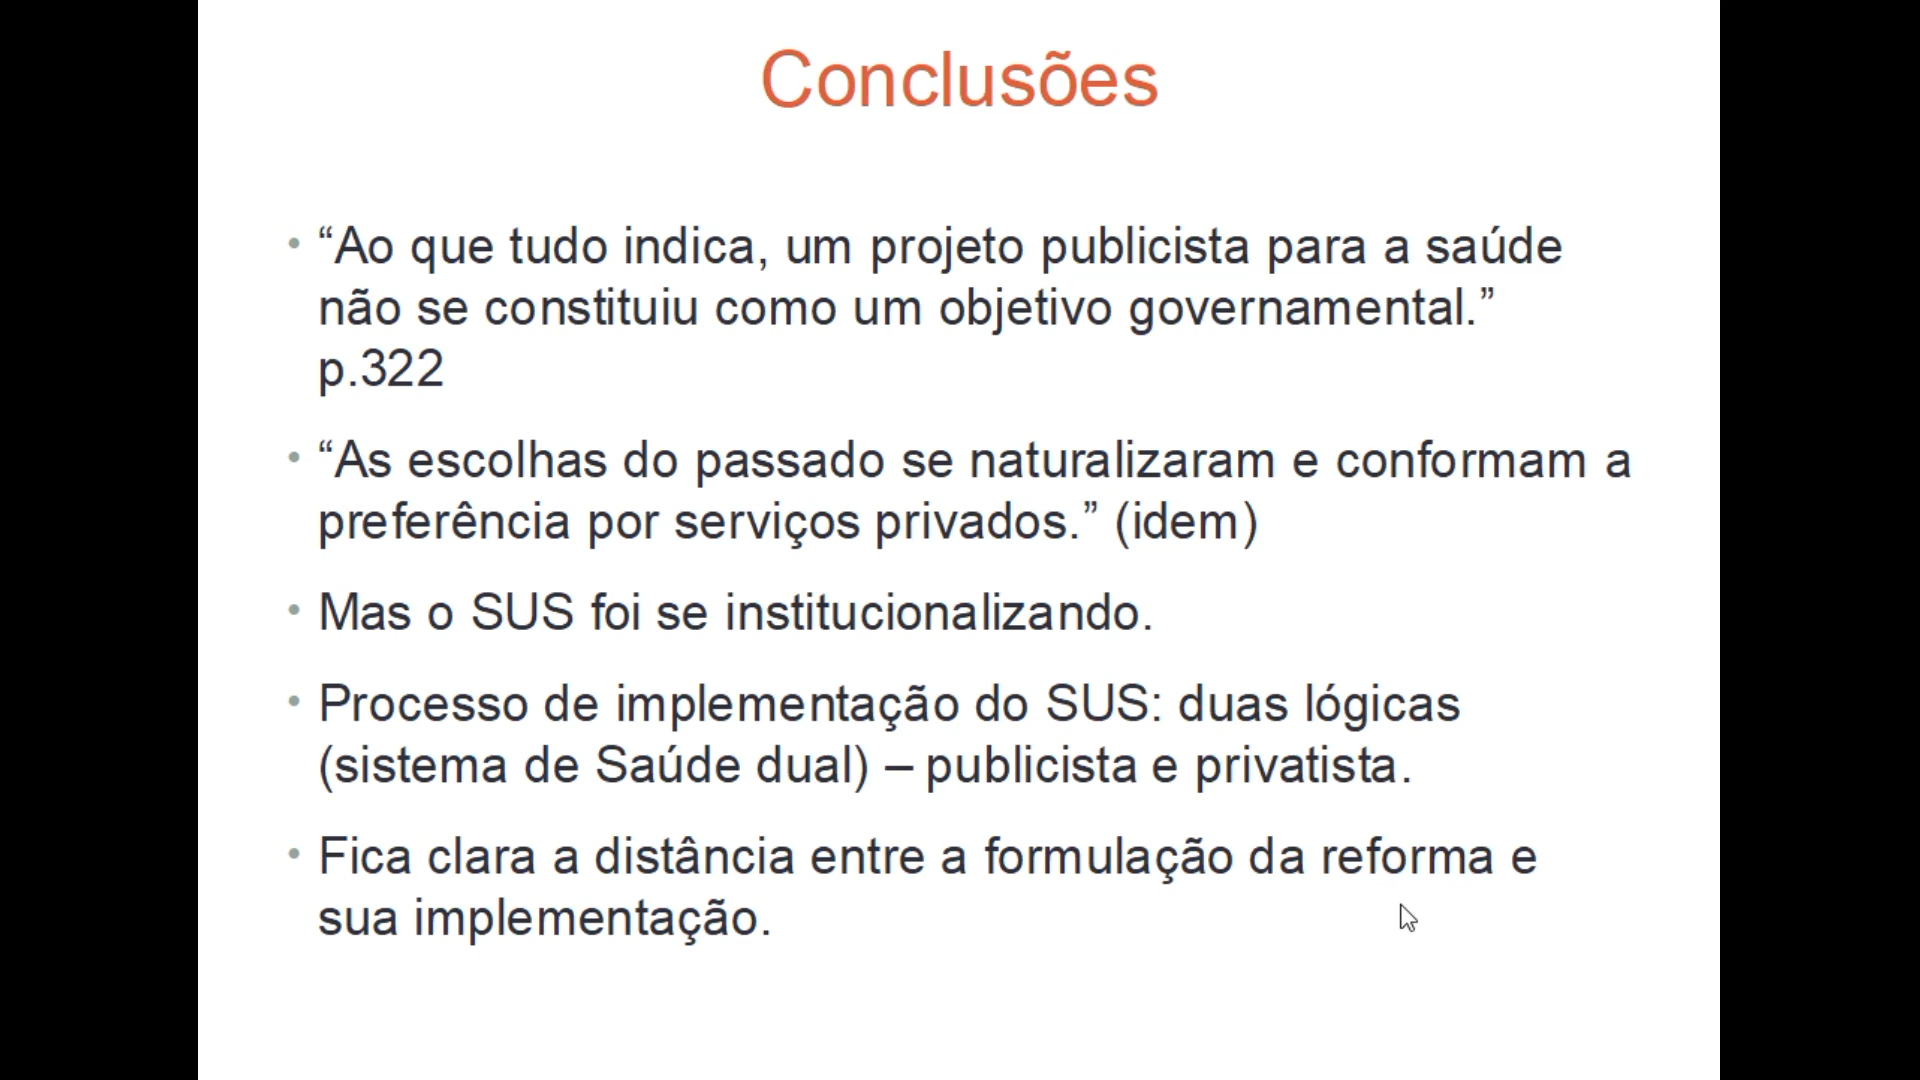 Conclusões
• “Ao que tudo indica, um projeto publicista para a saúde
não se constituiu como um objetivo governamental.”
p.322
• “As escolhas do passado se naturalizaram e conformam a
preferência por serviços privados.” (idem)
• Mas o SUS foi se institucionalizando.
• Processo de implementação do SUS: duas lógicas
(sistema de Saúde dual) – publicista e privatista.
• Fica clara a distância entre a formulação da reforma e
sua implementação.